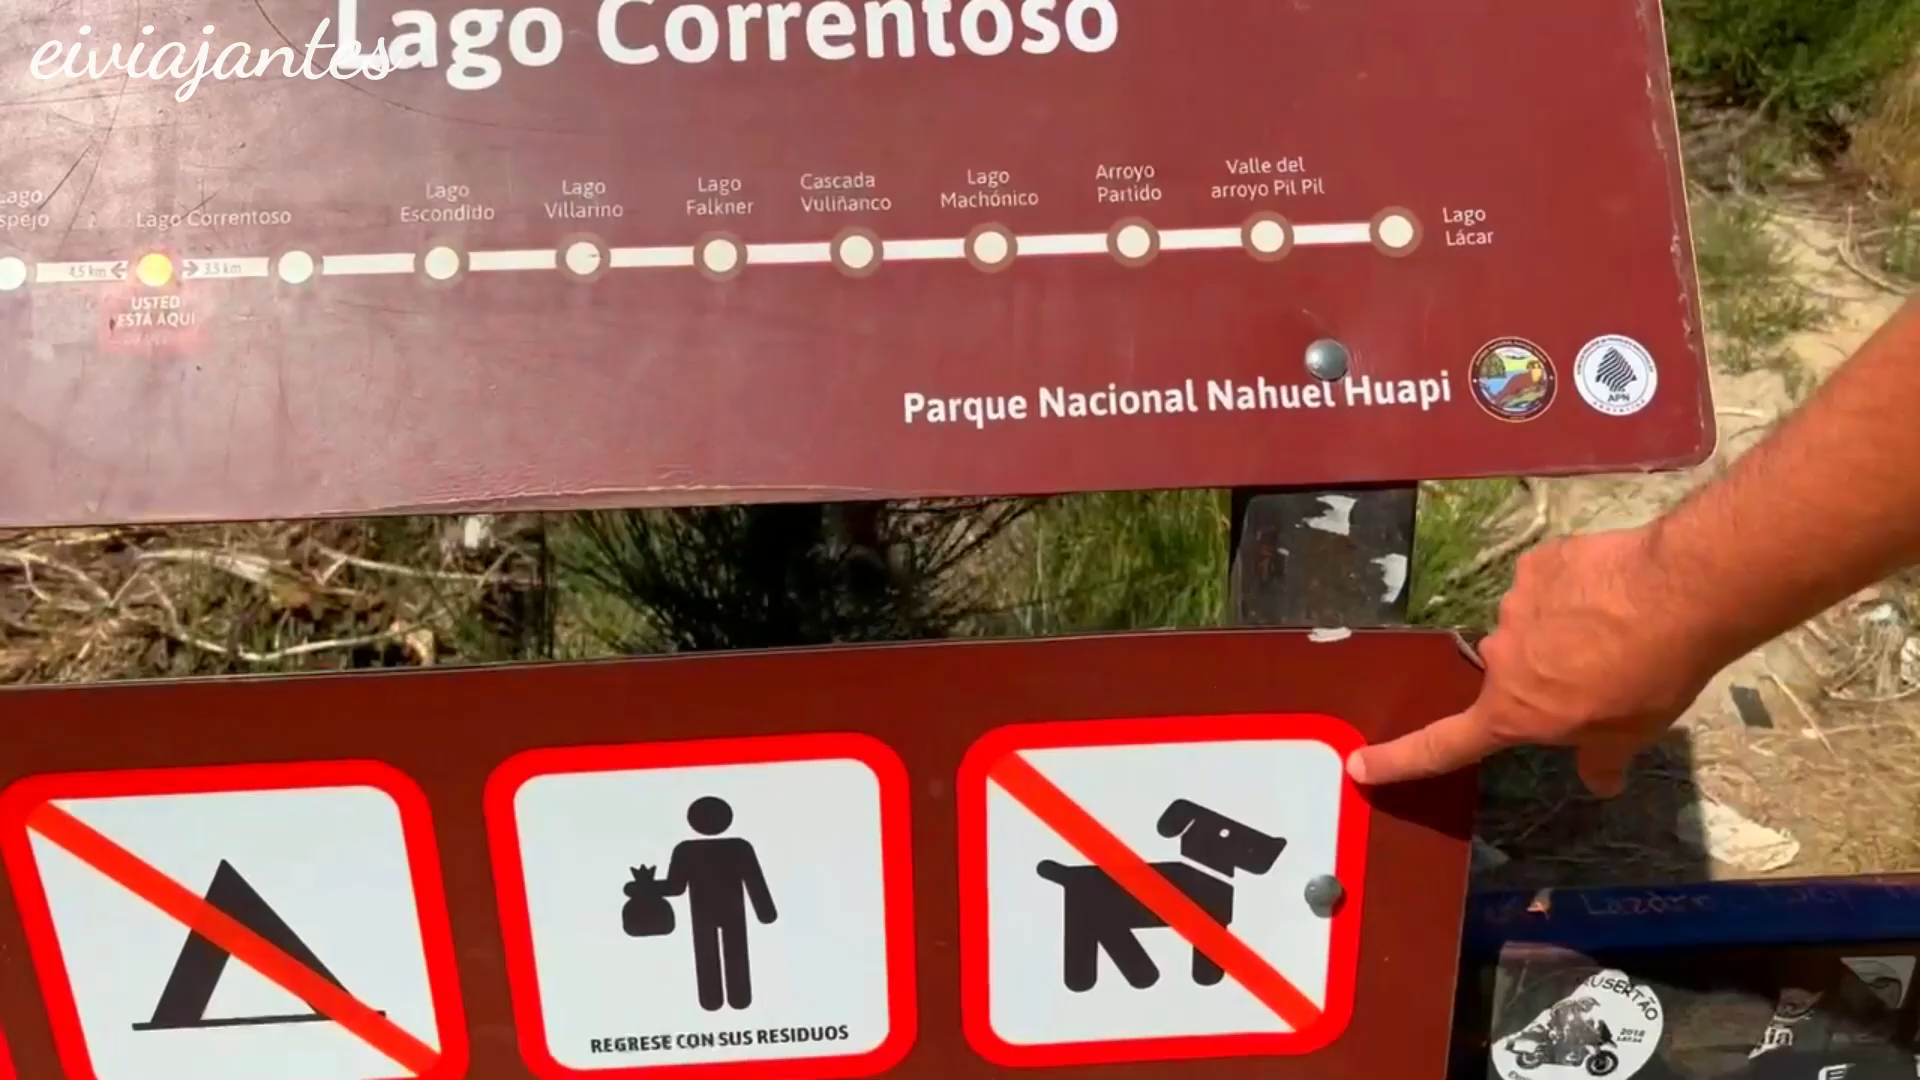 eiviajantes
Lago Correntoso
Lago
Lago Correntoso
Lago
Escondido
Lago
Villarino
Lago
Falkner
Cascada
Vuliñanco
Lago
Machónico
Arroyo
Partido
Valle del
arroyo Pil Pil
Lago
Lácar
4,5 km
3,5 km
USTED
ESTÁ AQUÍ
Parque Nacional Nahuel Huapi
APN
REGRESE CON SUS RESIDUOS
2018